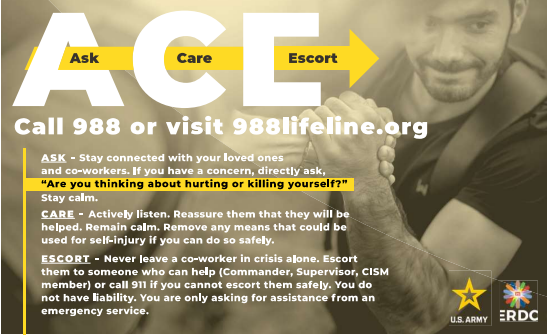 ACE
Ask Care Escort
Call 988 or visit 988lifeline.org
ASK - Stay connected with your loved ones
and co-workers. If you have a concern, directly ask,
“Are you thinking about hurting or killing yourself?”
Stay calm.
CARE - Actively listen. Reassure them that they will be
helped. Remain calm. Remove any means that could be
used for self-injury if you can do so safely.
ESCORT - Never leave a co-worker in crisis alone. Escort
them to someone who can help (Commander, Supervisor, CISM
member) or call 911 if you cannot escort them safely. You do
not have liability. You are only asking for assistance from an
emergency service.
U.S. ARMY
ERDC